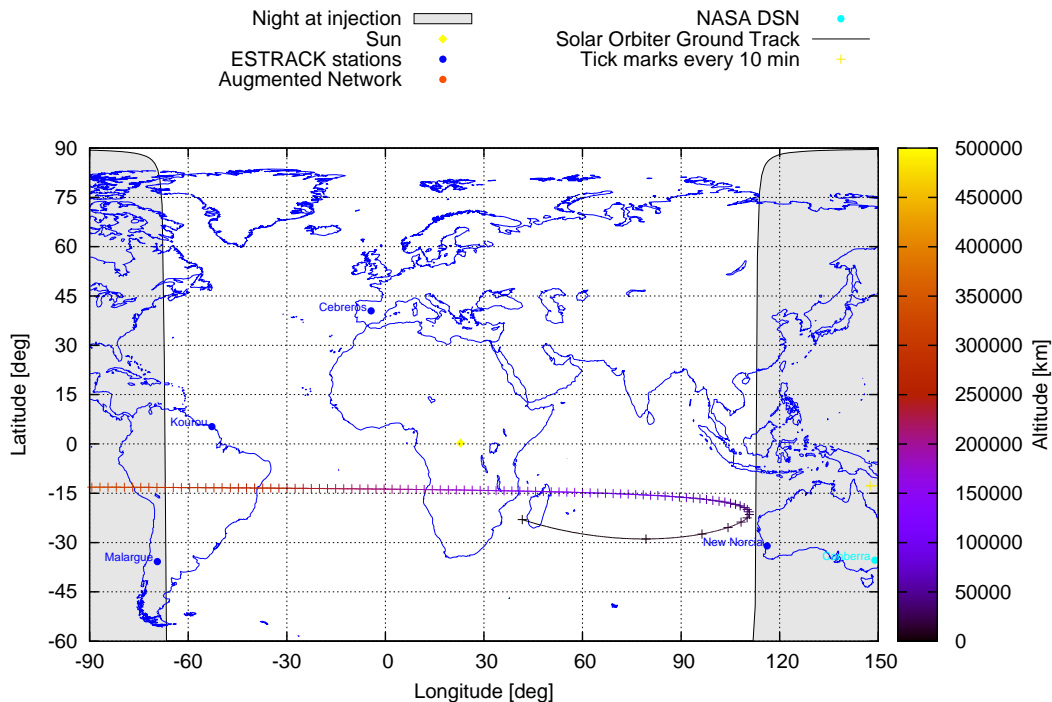 Night at injection
Sun
ESTRACK stations
Augmented Network
NASA DSN
Solar Orbiter Ground Track
Tick marks every 10 min
90
75
60
45
30
15
0
-15
-30
-45
-60
Latitude [deg]
-90
-60
-30
0
30
60
90
120
150
Longitude [deg]
Cebreros
Kourou
Malargue
New Norcia
Canberra
500000
450000
400000
350000
300000
250000
200000
150000
100000
50000
0
Altitude [km]